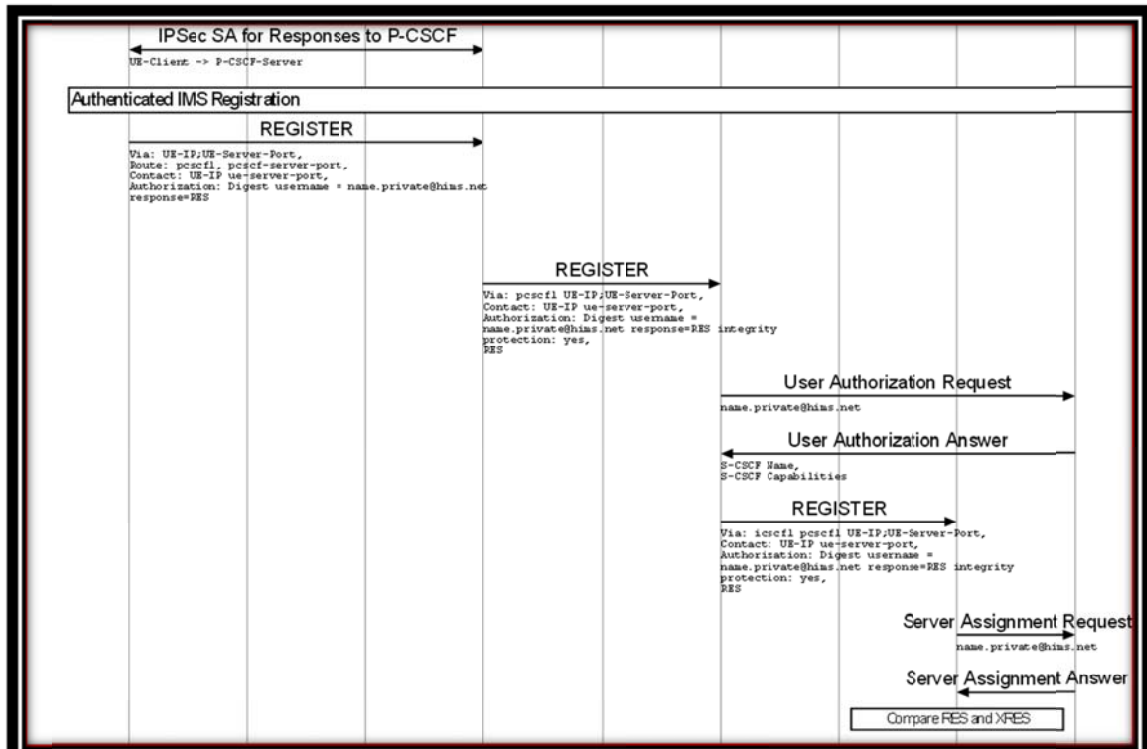 IPSec SA for Responses to P-CSCF
UE-Client -> P-CSCF-Server
Authenticated IMS Registration
REGISTER
Via: UE-IP;UE-Server-Port,
Route: pcscf1, pcscf-server-port,
Contact: UE-IP ue-server-port,
Authorization: Digest username = name.private@hims.net
response=RES
REGISTER
Via: pcscf1 UE-IP;UE-Server-Port,
Contact: UE-IP ue-server-port,
Authorization: Digest username =
name.private@hims.net response=RES integrity
protection: yes,
RES
User Authorization Request
name.private@hims.net
User Authorization Answer
S-CSCF Name,
S-CSCF Capabilities
REGISTER
Via: icscf1 pcscf1 UE-IP;UE-Server-Port,
Contact: UE-IP ue-server-port,
Authorization: Digest username =
name.private@hims.net response=RES integrity
protection: yes,
RES
Server Assignment Request
name.private@hims.net
Server Assignment Answer
Compare RES and XRES